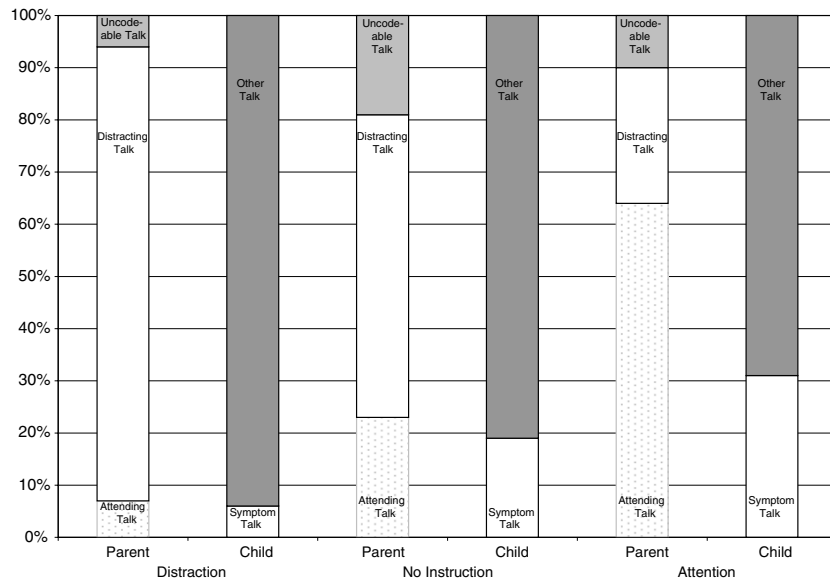 100%
90%
80%
70%
60%
50%
40%
30%
20%
10%
0%
Uncode-
able Talk
Distracting
Talk
Attending
Talk
Other
Talk
Symptom
Talk
Uncode-
able
Talk
Distracting
Talk
Attending
Talk
Other
Talk
Symptom
Talk
Uncode-
able
Talk
Distracting
Talk
Attending
Talk
Other
Talk
Symptom
Talk
Parent Child Parent Child Parent Child
Distraction No Instruction Attention